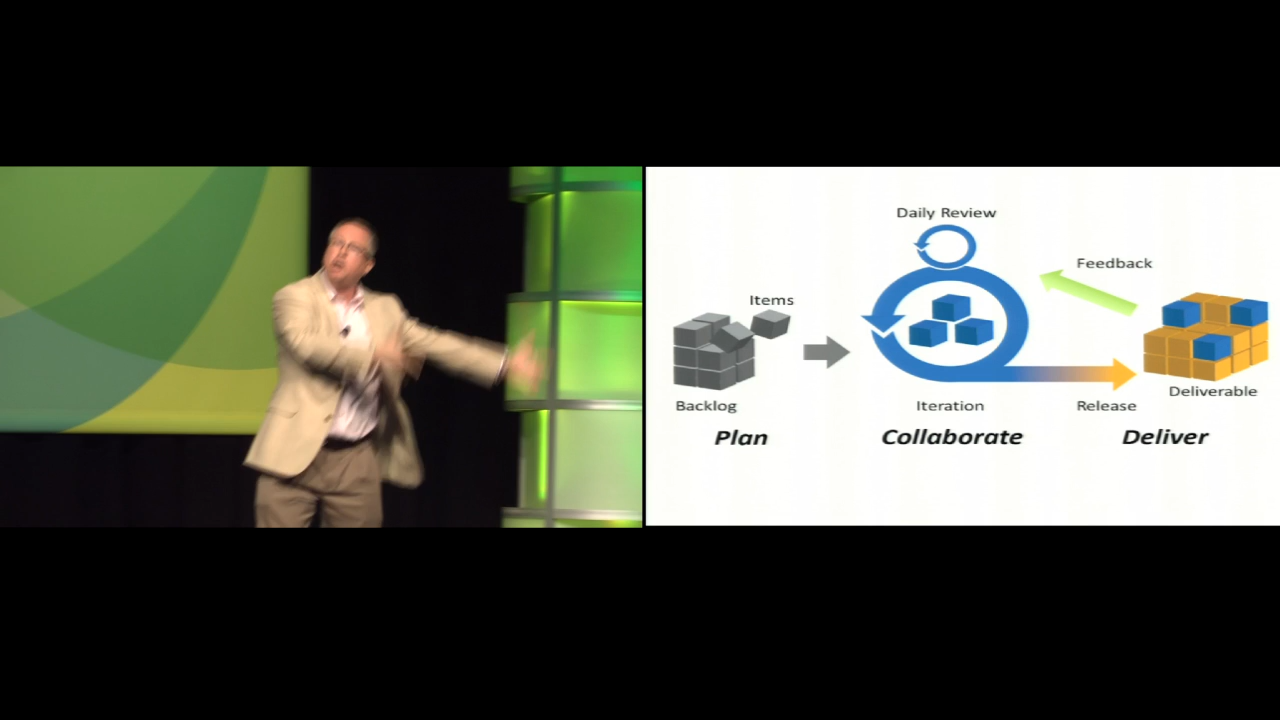 Daily Review
Feedback
Items
Backlog
Iteration
Release
Deliverable
Plan
Collaborate
Deliver